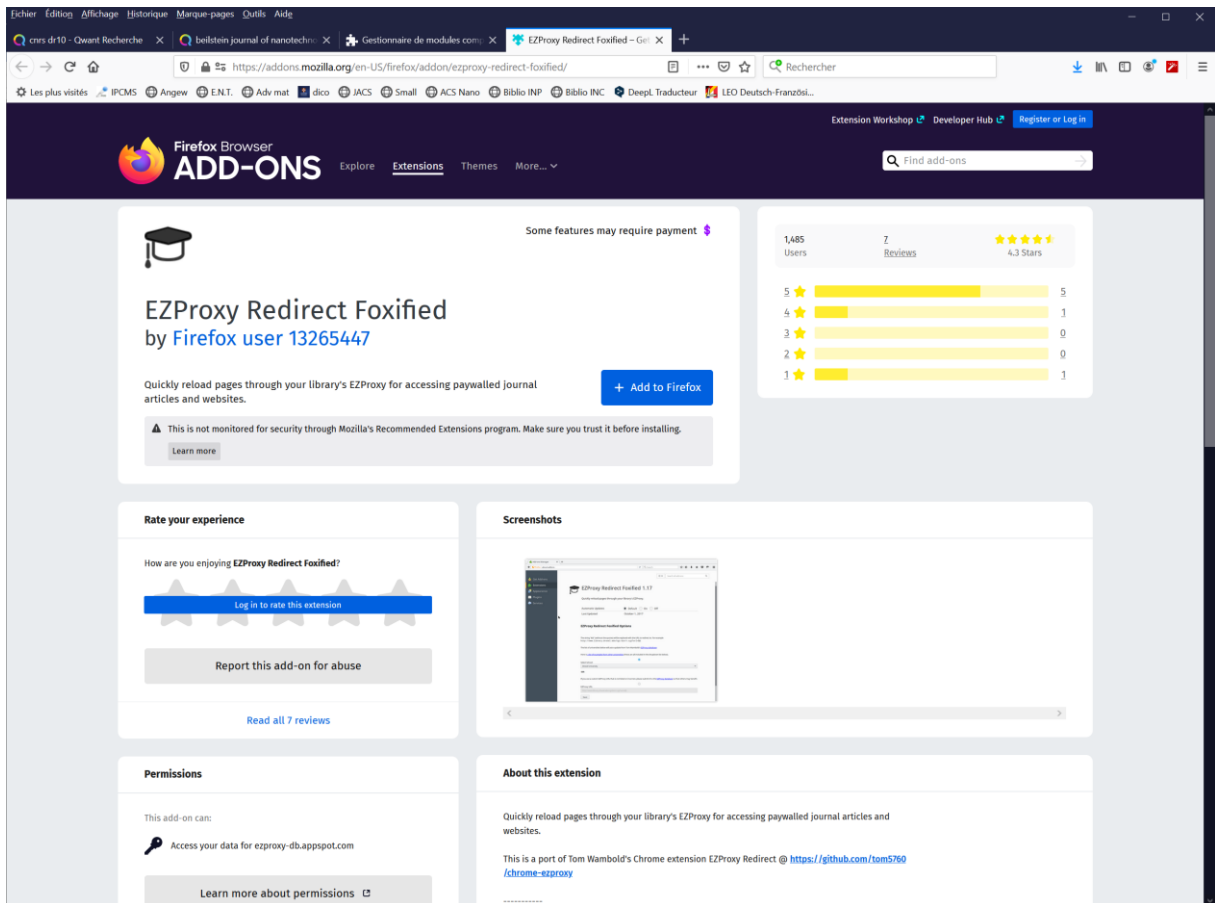 Fichier Édition Affichage Historique Marque-pages Outils Aide
cnrs dr10 - Qwant Recherche
beilstein journal of nanotechno
Gestionnaire de modules com
EZProxy Redirect Foxified – Get
https://addons.mozilla.org/en-US/firefox/addon/ezproxy-redirect-foxified/
Rechercher
Les plus visités IPCMS Angew E.N.T. Adv mat dico JACS Small ACS Nano Biblio INP Biblio INC DeepL Traducteur LEO Deutsch-Französi...
Extension Workshop Developer Hub Register or Log in
Firefox Browser
ADD-ONS
Explore Extensions Themes More...
Find add-ons
Some features may require payment $
EZProxy Redirect Foxified
by Firefox user 13265447
Quickly reload pages through your library's EZProxy for accessing paywalled journal
articles and websites.
+ Add to Firefox
This is not monitored for security through Mozilla's Recommended Extensions program. Make sure you trust it before installing.
Learn more
1,485 7 4.3 Stars
Users Reviews
5 5
4 1
3 0
2 0
1 1
Rate your experience
How are you enjoying EZProxy Redirect Foxified?
Log in to rate this extension
Report this add-on for abuse
Read all 7 reviews
Screenshots
EZProxy Redirect Foxified 1.17
Permissions
This add-on can:
Access your data for ezproxy-db.appspot.com
Learn more about permissions
About this extension
Quickly reload pages through your library's EZProxy for accessing paywalled journal articles and
websites.
This is a part of Tom Wambold's Chrome extension EZProxy Redirect @ https://github.com/tom5760
/chrome-ezproxy
-----------